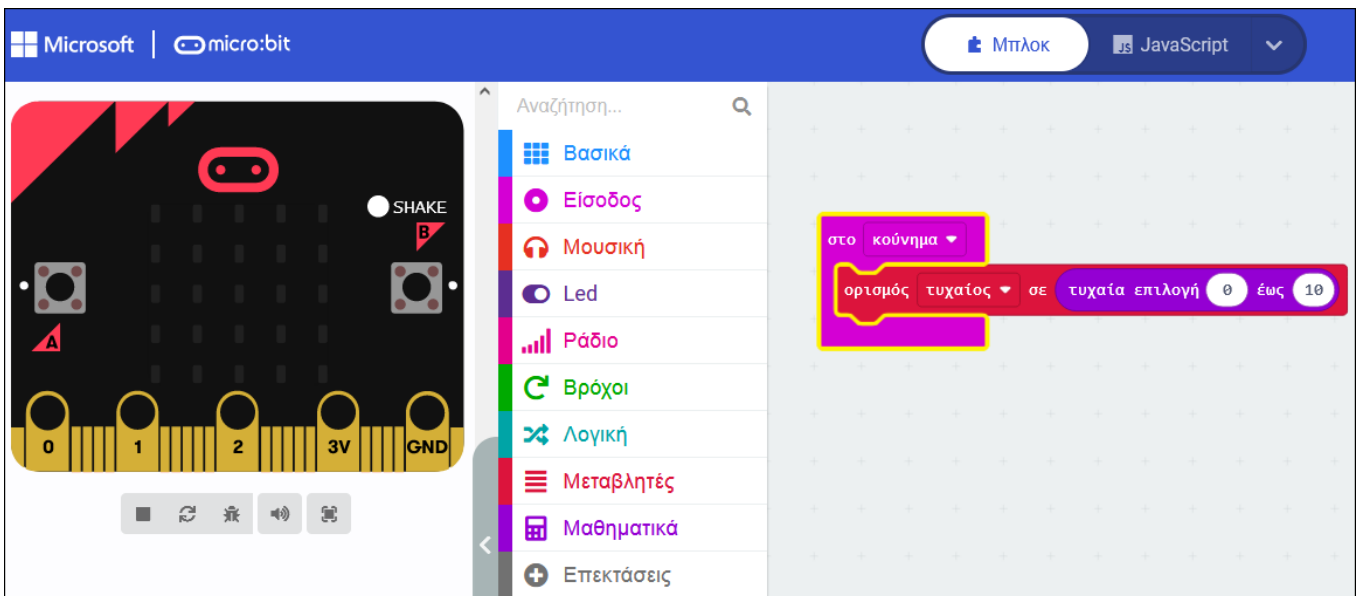 Microsoft micro:bit Μπλοκ JS JavaScript
Αναζήτηση...
Βασικά
Είσοδος
Μουσική
Led
Ράδιο
Βρόχοι
Λογική
Μεταβλητές
Μαθηματικά
Επεκτάσεις
SHAKE
B
A
0 1 2 3V GND
στο κούνημα
ορισμός τυχαίος σε τυχαία επιλογή 0 έως 10